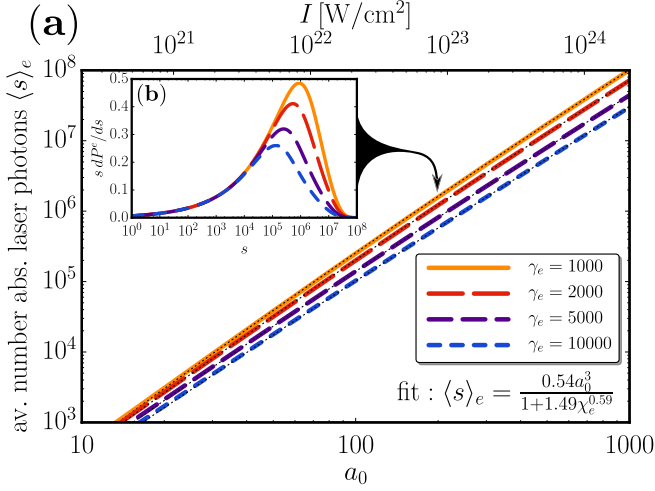 (a)
I [W/cm²]
10²¹ 10²² 10²³ 10²⁴
av. number abs. laser photons ⟨s⟩ₑ
10⁸
10⁷
10⁶
10⁵
10⁴
10³
(b)
s dPᵉ/ds
0.5
0.4
0.3
0.2
0.1
0.0
10⁰ 10¹ 10² 10³ 10⁴ 10⁵ 10⁶ 10⁷ 10⁸
s
γₑ = 1000
γₑ = 2000
γₑ = 5000
γₑ = 10000
fit : ⟨s⟩ₑ = 0.54a₀³ / 1+1.49χₑ^0.59
10 100 1000
a₀